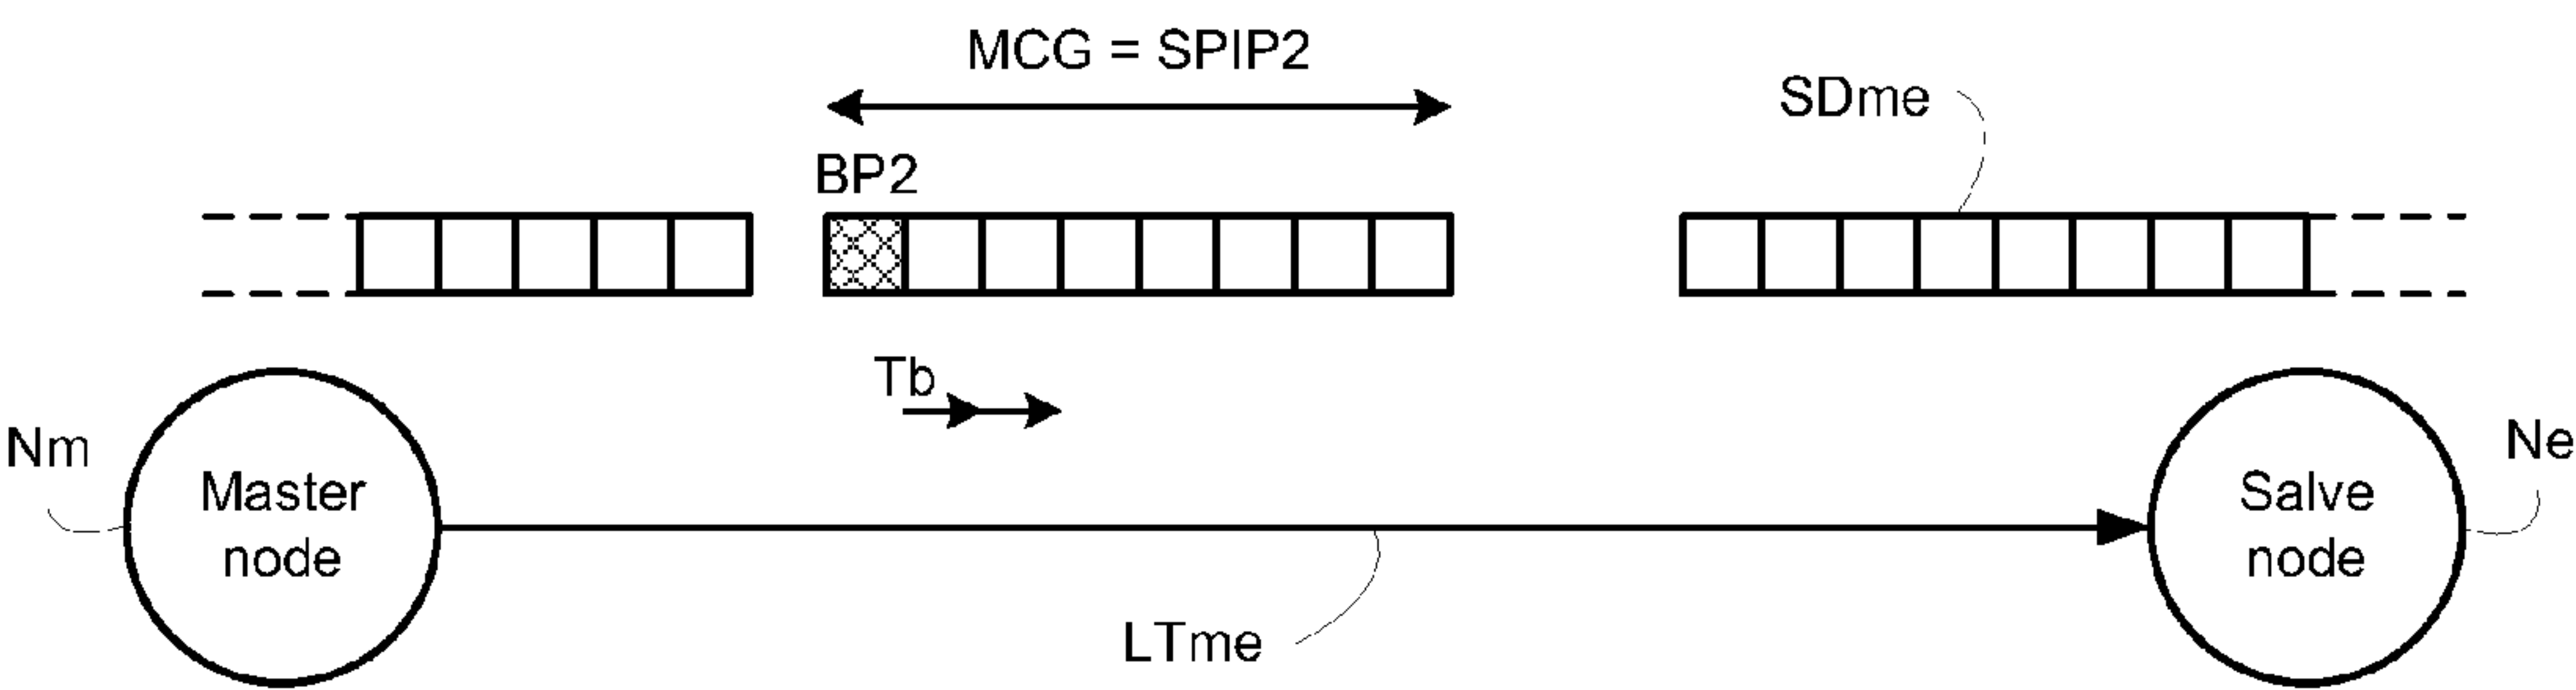 MCG = SPIP2
SDme
BP2
Tb
Nm
Master
node
Salve
node
Ne
LTme